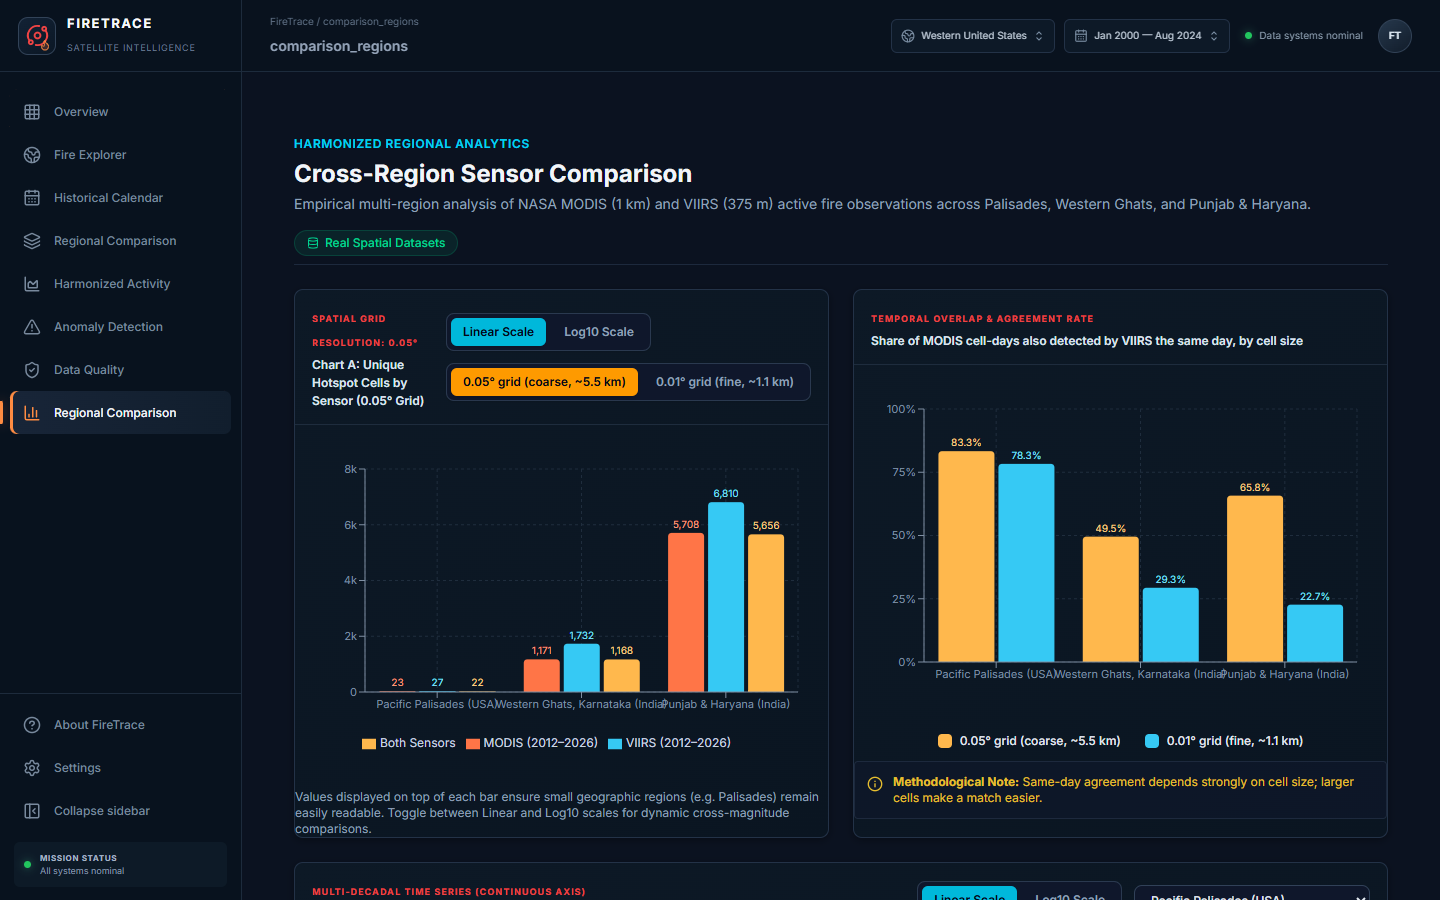 FIRETRACE
SATELLITE INTELLIGENCE
FireTrace / comparison_regions
comparison_regions
Western United States
Jan 2000 — Aug 2024
Data systems nominal
FT
Overview
Fire Explorer
Historical Calendar
Regional Comparison
Harmonized Activity
Anomaly Detection
Data Quality
Regional Comparison
About FireTrace
Settings
Collapse sidebar
MISSION STATUS
All systems nominal
HARMONIZED REGIONAL ANALYTICS
Cross-Region Sensor Comparison
Empirical multi-region analysis of NASA MODIS (1 km) and VIIRS (375 m) active fire observations across Palisades, Western Ghats, and Punjab & Haryana.
Real Spatial Datasets
SPATIAL GRID
RESOLUTION: 0.05°
Chart A: Unique
Hotspot Cells by
Sensor (0.05° Grid)
Linear Scale
Log10 Scale
0.05° grid (coarse, ~5.5 km)
0.01° grid (fine, ~1.1 km)
8k
6k
4k
2k
0
23
27
22
1,171
1,732
1,168
5,708
6,810
5,656
Pacific Palisades (USA)
Western Ghats, Karnataka (India)
Punjab & Haryana (India)
Both Sensors
MODIS (2012–2026)
VIIRS (2012–2026)
Values displayed on top of each bar ensure small geographic regions (e.g. Palisades) remain
easily readable. Toggle between Linear and Log10 scales for dynamic cross-magnitude
comparisons.
TEMPORAL OVERLAP & AGREEMENT RATE
Share of MODIS cell-days also detected by VIIRS the same day, by cell size
100%
75%
50%
25%
0%
83.3%
78.3%
49.5%
29.3%
65.8%
22.7%
Pacific Palisades (USA)
Western Ghats, Karnataka (India)
Punjab & Haryana (India)
0.05° grid (coarse, ~5.5 km)
0.01° grid (fine, ~1.1 km)
Methodological Note: Same-day agreement depends strongly on cell size; larger
cells make a match easier.
MULTI-DECADAL TIME SERIES (CONTINUOUS AXIS)
Linear Scale
Log10 Scale
Pacific Palisades (USA)